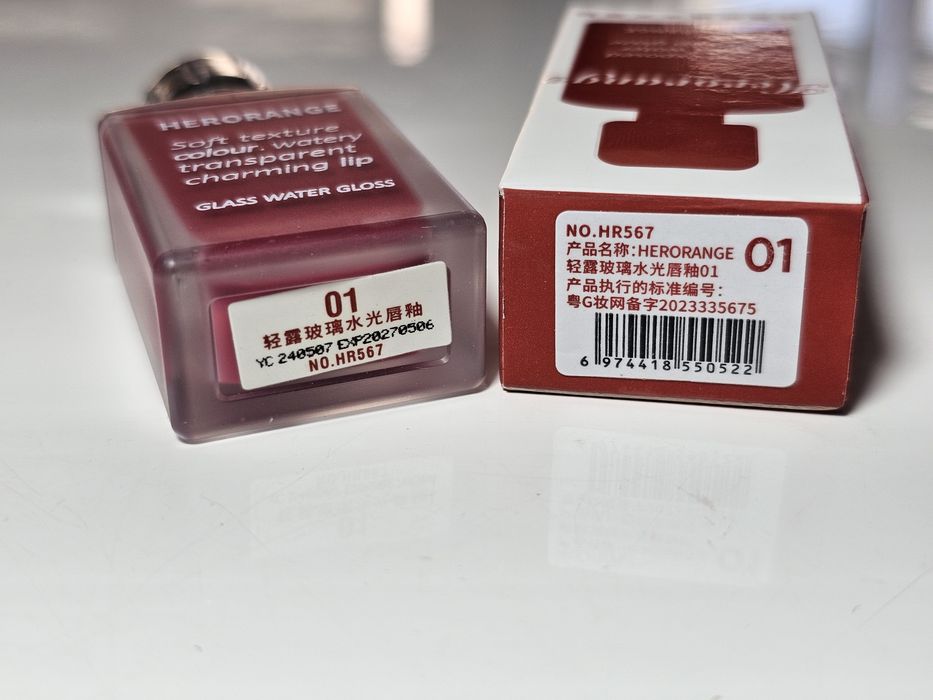 HERORANGE
Soft texture
colour. watery
transparent
charming lip
GLASS WATER GLOSS
01
轻露玻璃水光唇釉
YC 240507 EXP20270506
NO.HR567
Herorange
NO.HR567
产品名称:HERORANGE
01
轻露玻璃水光唇釉01
产品执行的标准编号:
粤G妆网备字2023335675
6 974418 550522